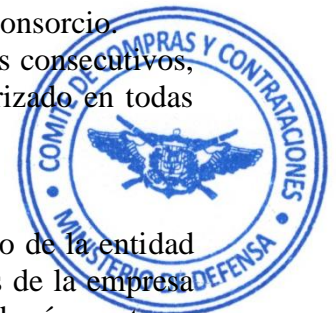 onsorcio.
s consecutivos,
rizado en todas
COMITÉ DE COMPRAS Y CONTRATACIONES
MINISTERIO DE DEFENSA
o de la entidad
s de la empresa